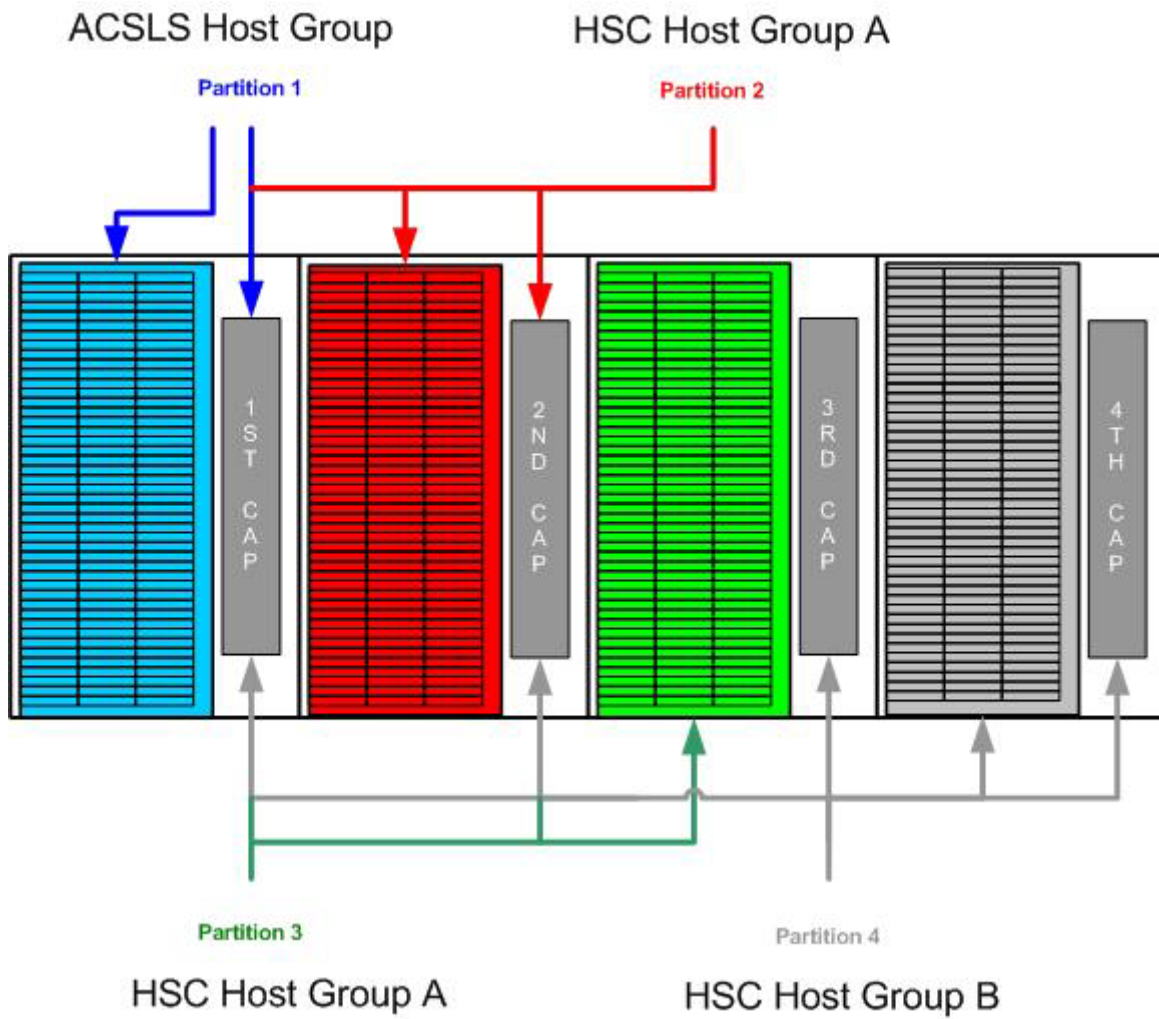 ACSLS Host Group
HSC Host Group A
Partition 1
Partition 2
1ST CAP
2ND CAP
3RD CAP
4TH CAP
Partition 3
Partition 4
HSC Host Group A
HSC Host Group B